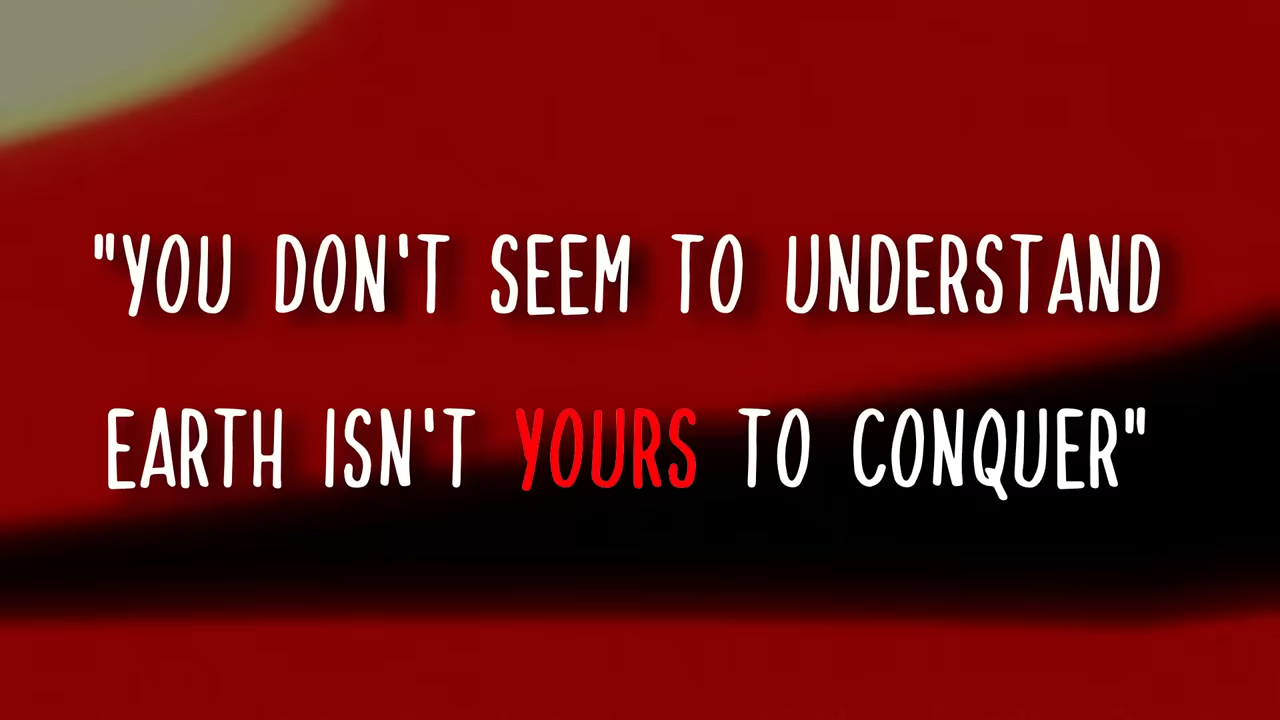 "YOU DON'T SEEM TO UNDERSTAND
EARTH ISN'T YOURS TO CONQUER"